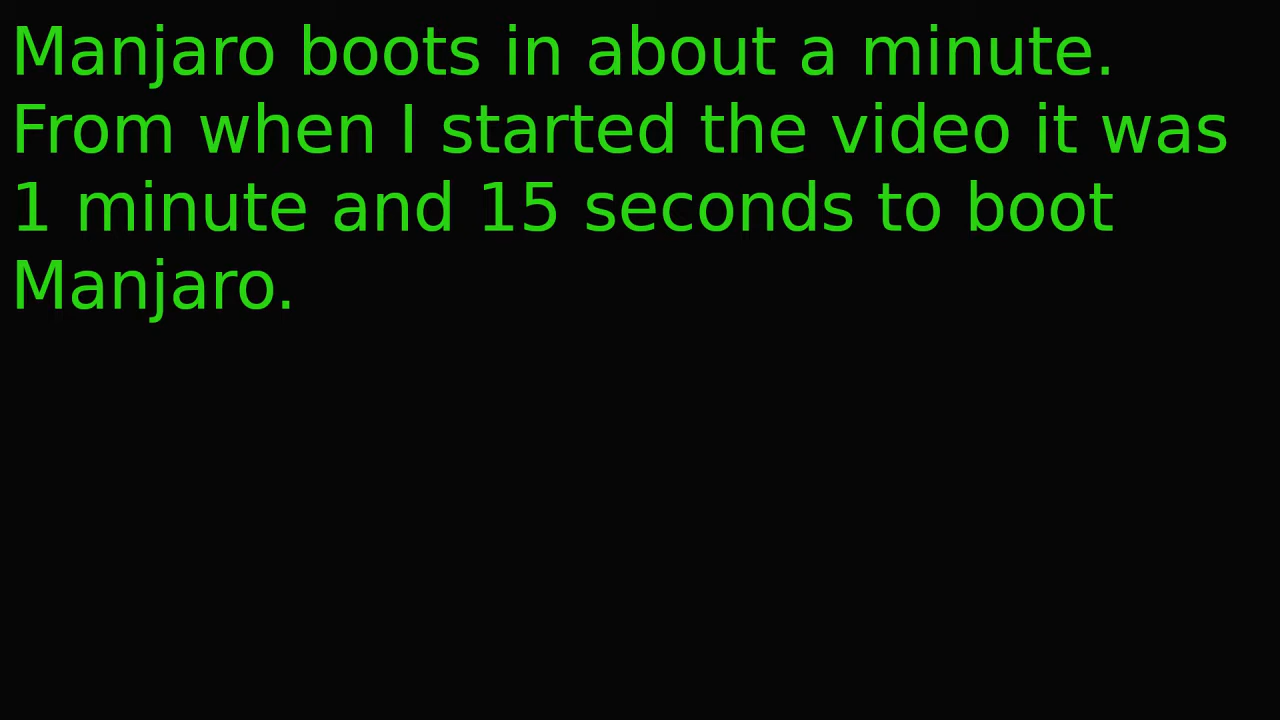 Manjaro boots in about a minute.
From when I started the video it was
1 minute and 15 seconds to boot
Manjaro.